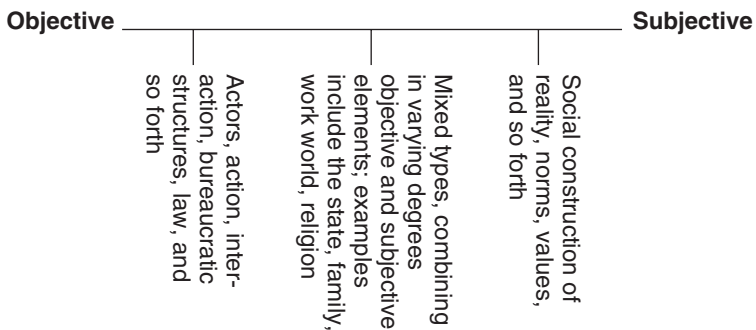 Objective
Subjective
Actors, action, inter-
action, bureaucratic
structures, law, and
so forth
Mixed types, combining
in varying degrees
objective and subjective
elements; examples
include the state, family,
work world, religion
Social construction of
reality, norms, values,
and so forth